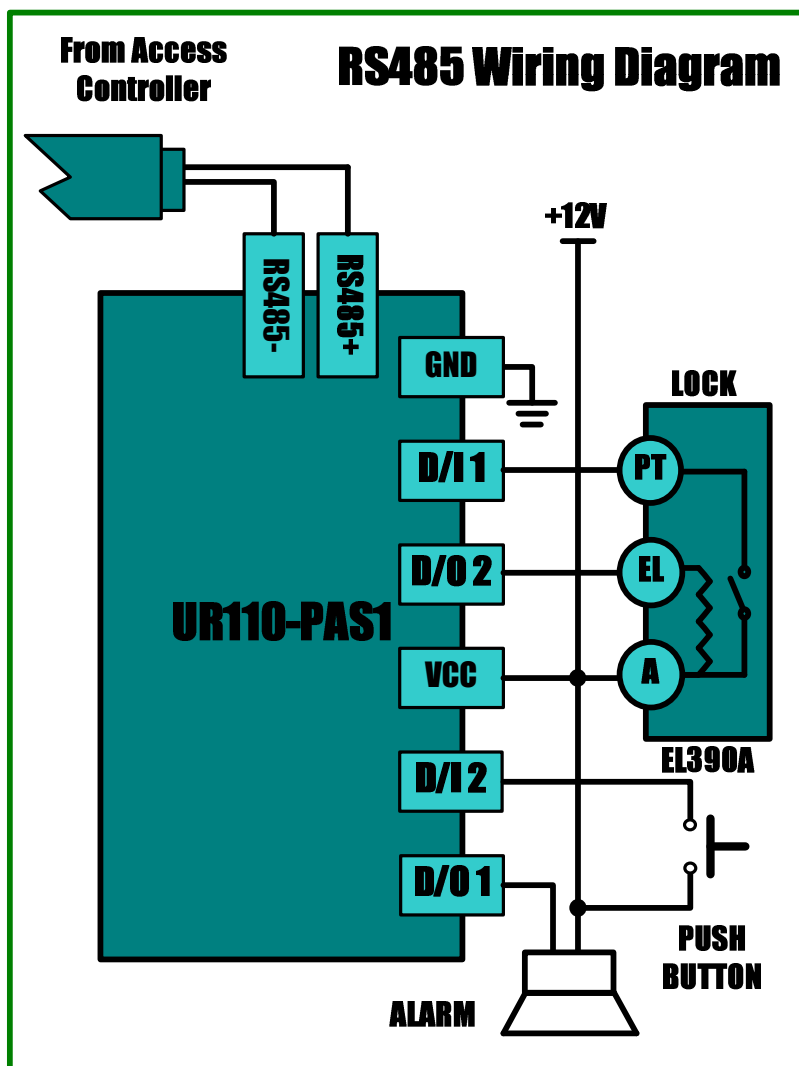 From Access
Controller
RS485 Wiring Diagram
+12V
RS485-
RS485+
GND
LOCK
D/I 1
PT
D/O 2
EL
UR110-PAS1
VCC
A
EL390A
D/I 2
D/O 1
PUSH
BUTTON
ALARM